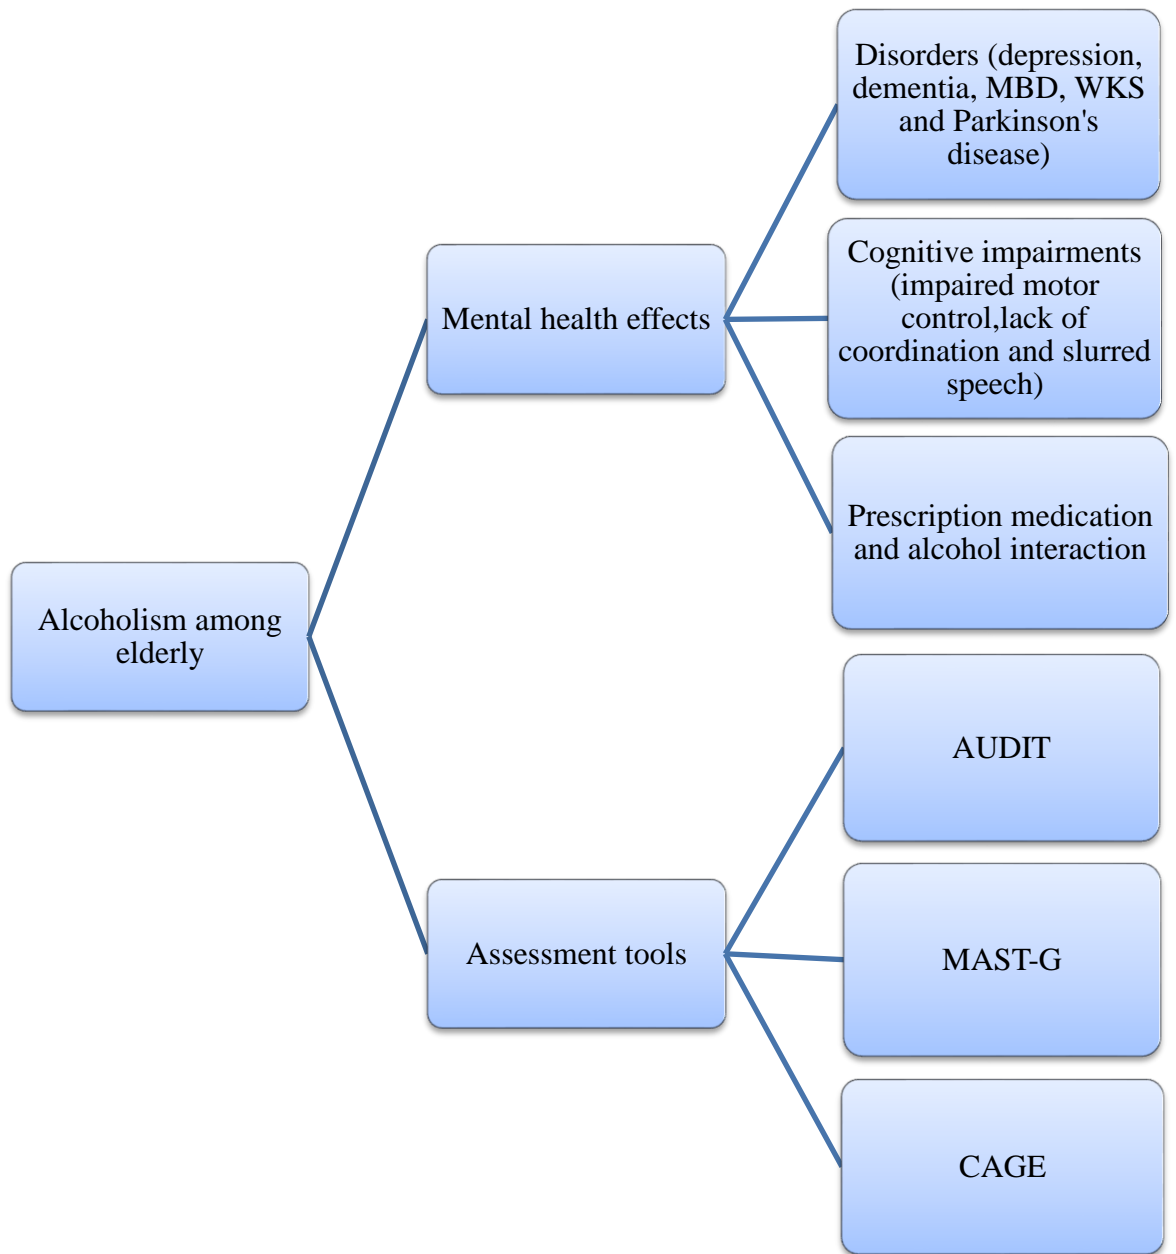 Disorders (depression,
dementia, MBD, WKS
and Parkinson's
disease)
Mental health effects
Cognitive impairments
(impaired motor
control,lack of
coordination and slurred
speech)
Prescription medication
and alcohol interaction
Alcoholism among
elderly
AUDIT
Assessment tools
MAST-G
CAGE